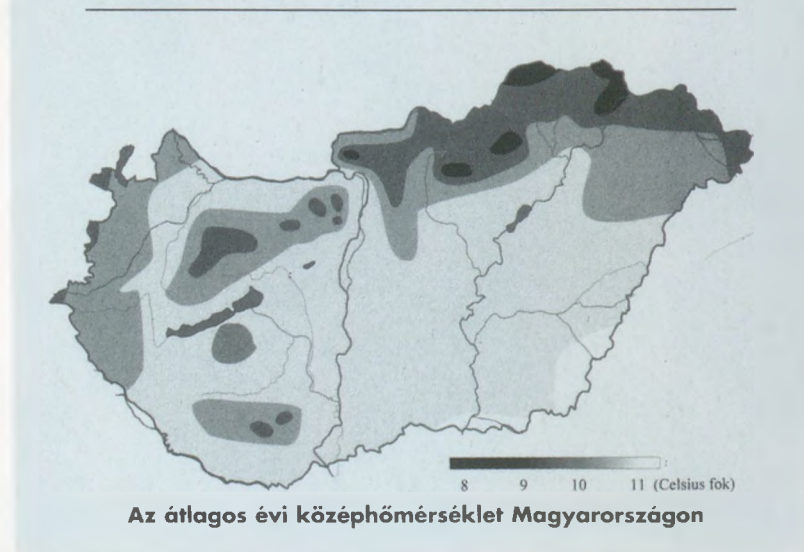 8 9 10 11 (Celsius fok)
Az átlagos évi középhőmérséklet Magyarországon